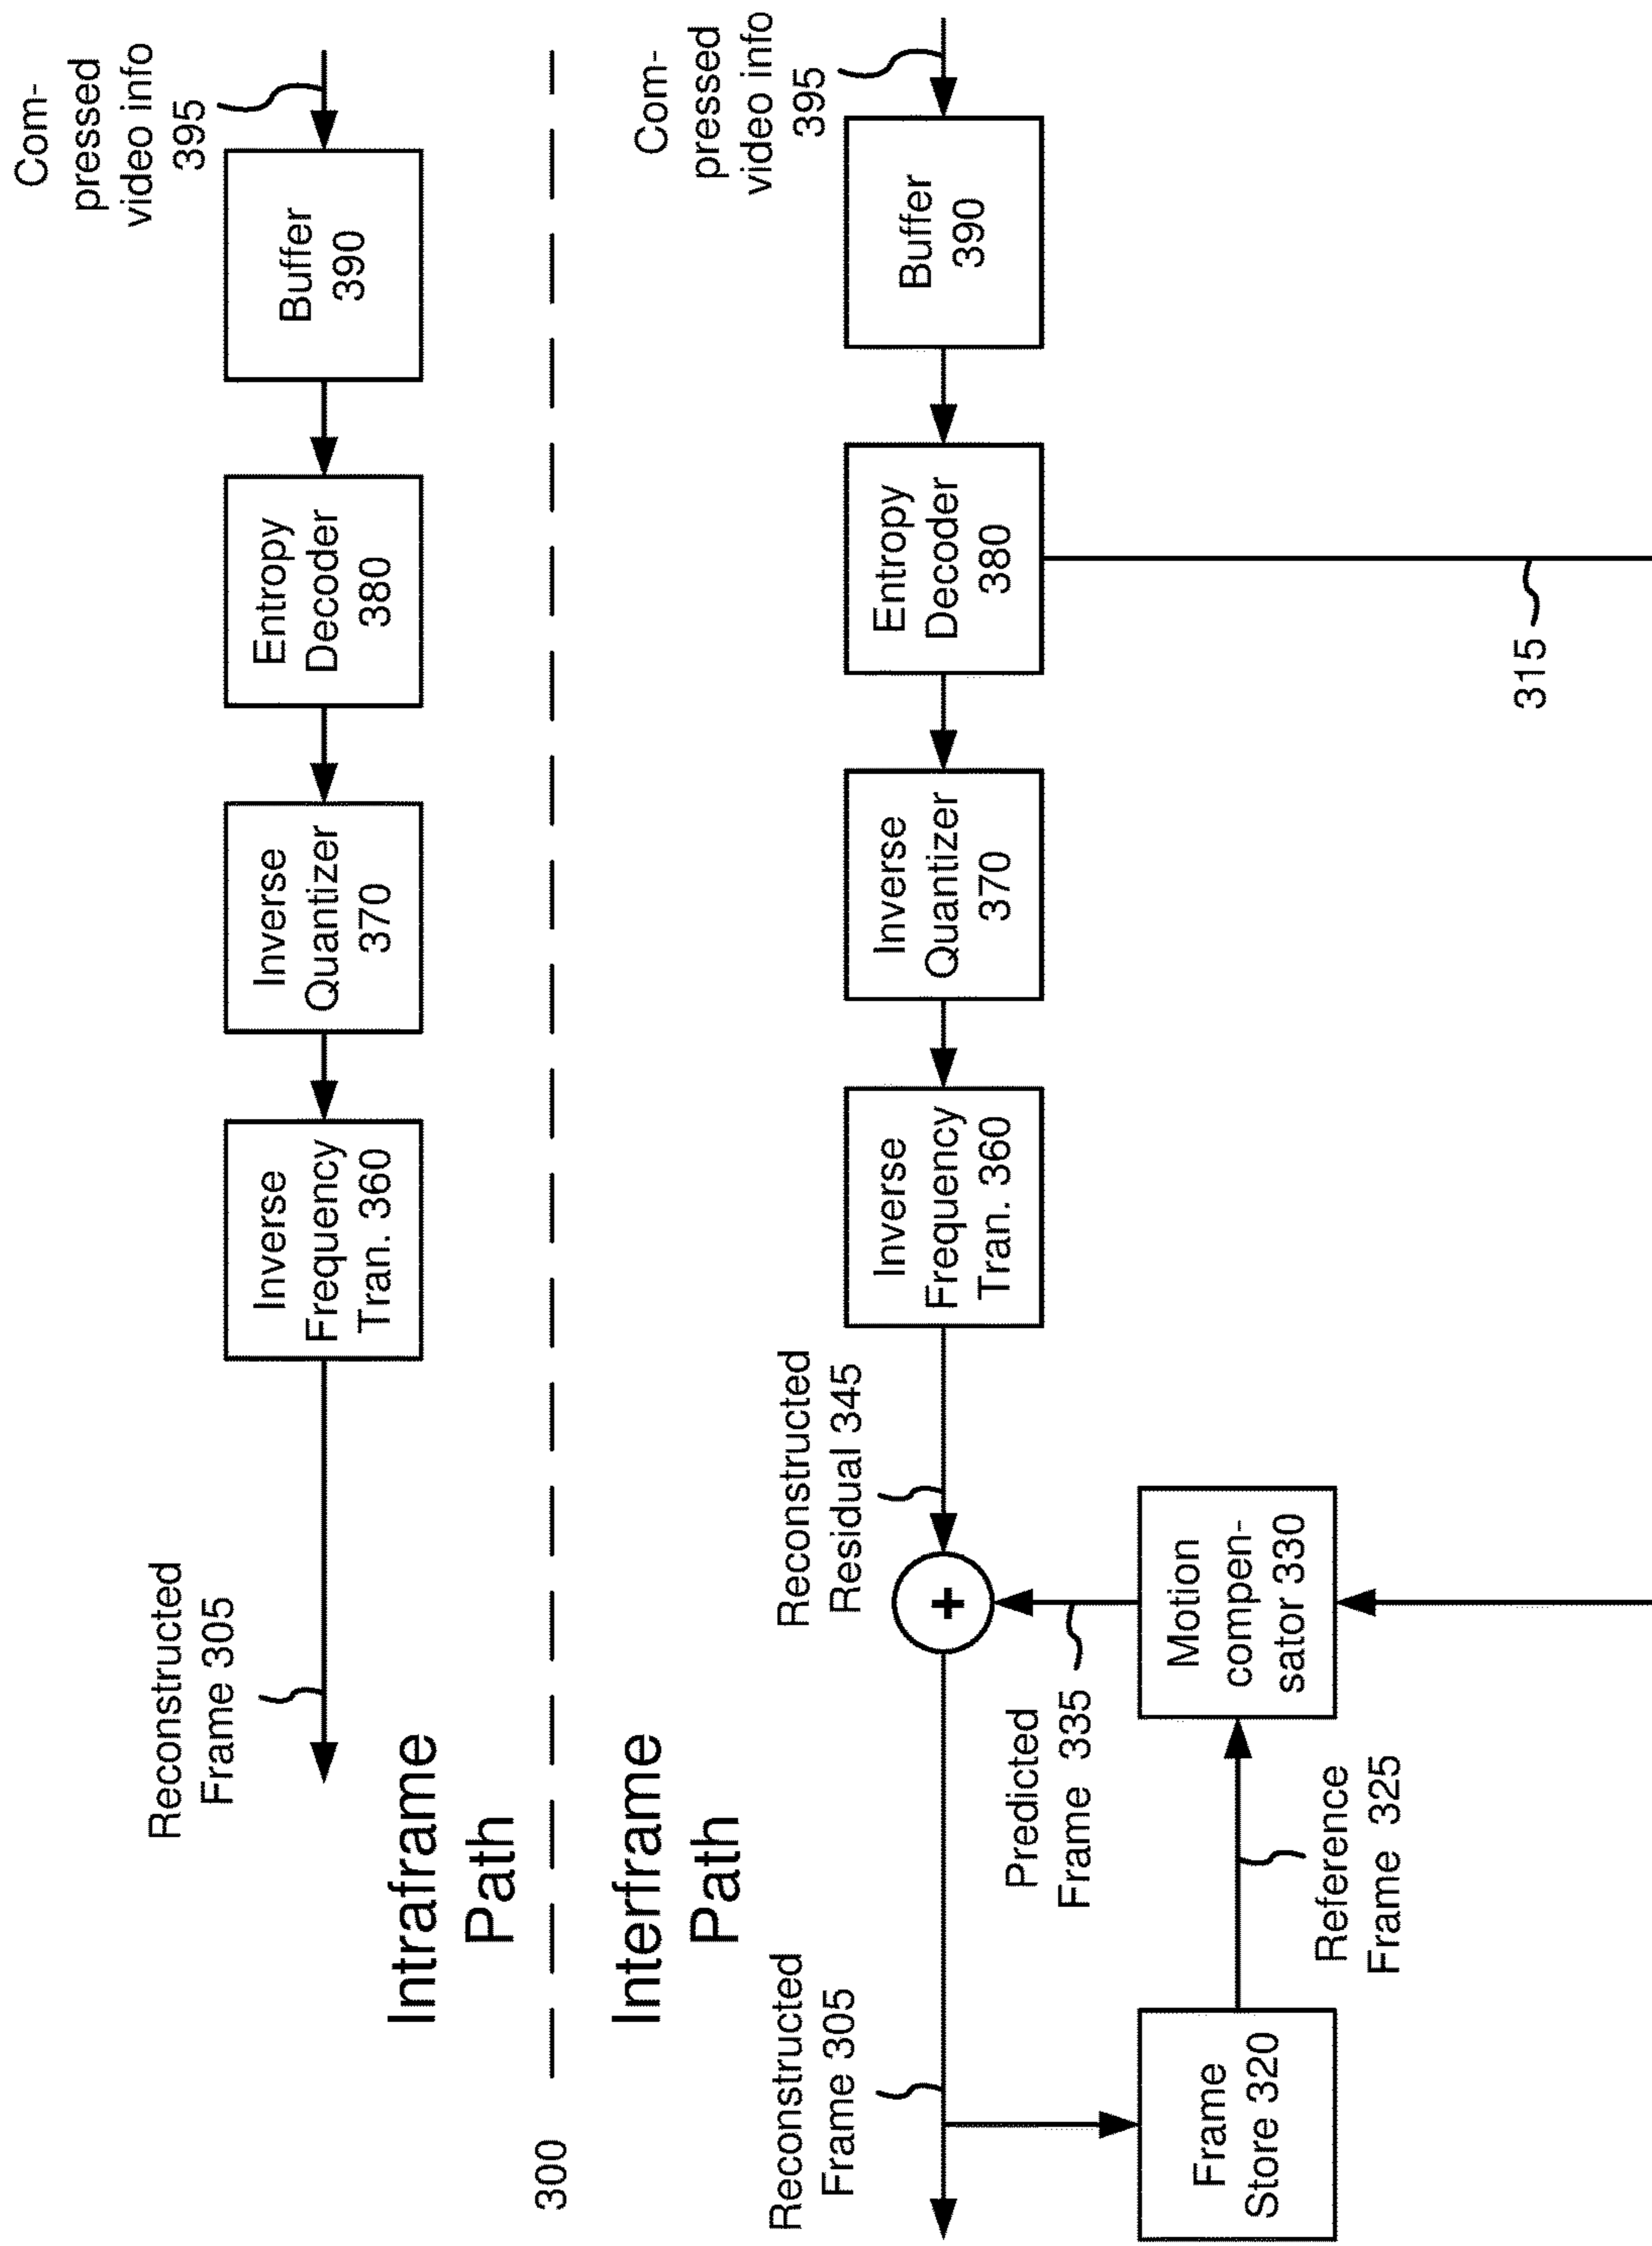 Reconstructed
Frame 305
Inverse
Frequency
Tran. 360
Inverse
Quantizer
370
Entropy
Decoder
380
Buffer
390
Com-
pressed
video info
395
Intraframe
Path
300
Interframe
Path
Reconstructed
Frame 305
Reconstructed
Residual 345
+
Inverse
Frequency
Tran. 360
Inverse
Quantizer
370
Entropy
Decoder
380
Buffer
390
Com-
pressed
video info
395
Predicted
Frame 335
Frame
Store 320
Reference
Frame 325
Motion
compen-
sator 330
315